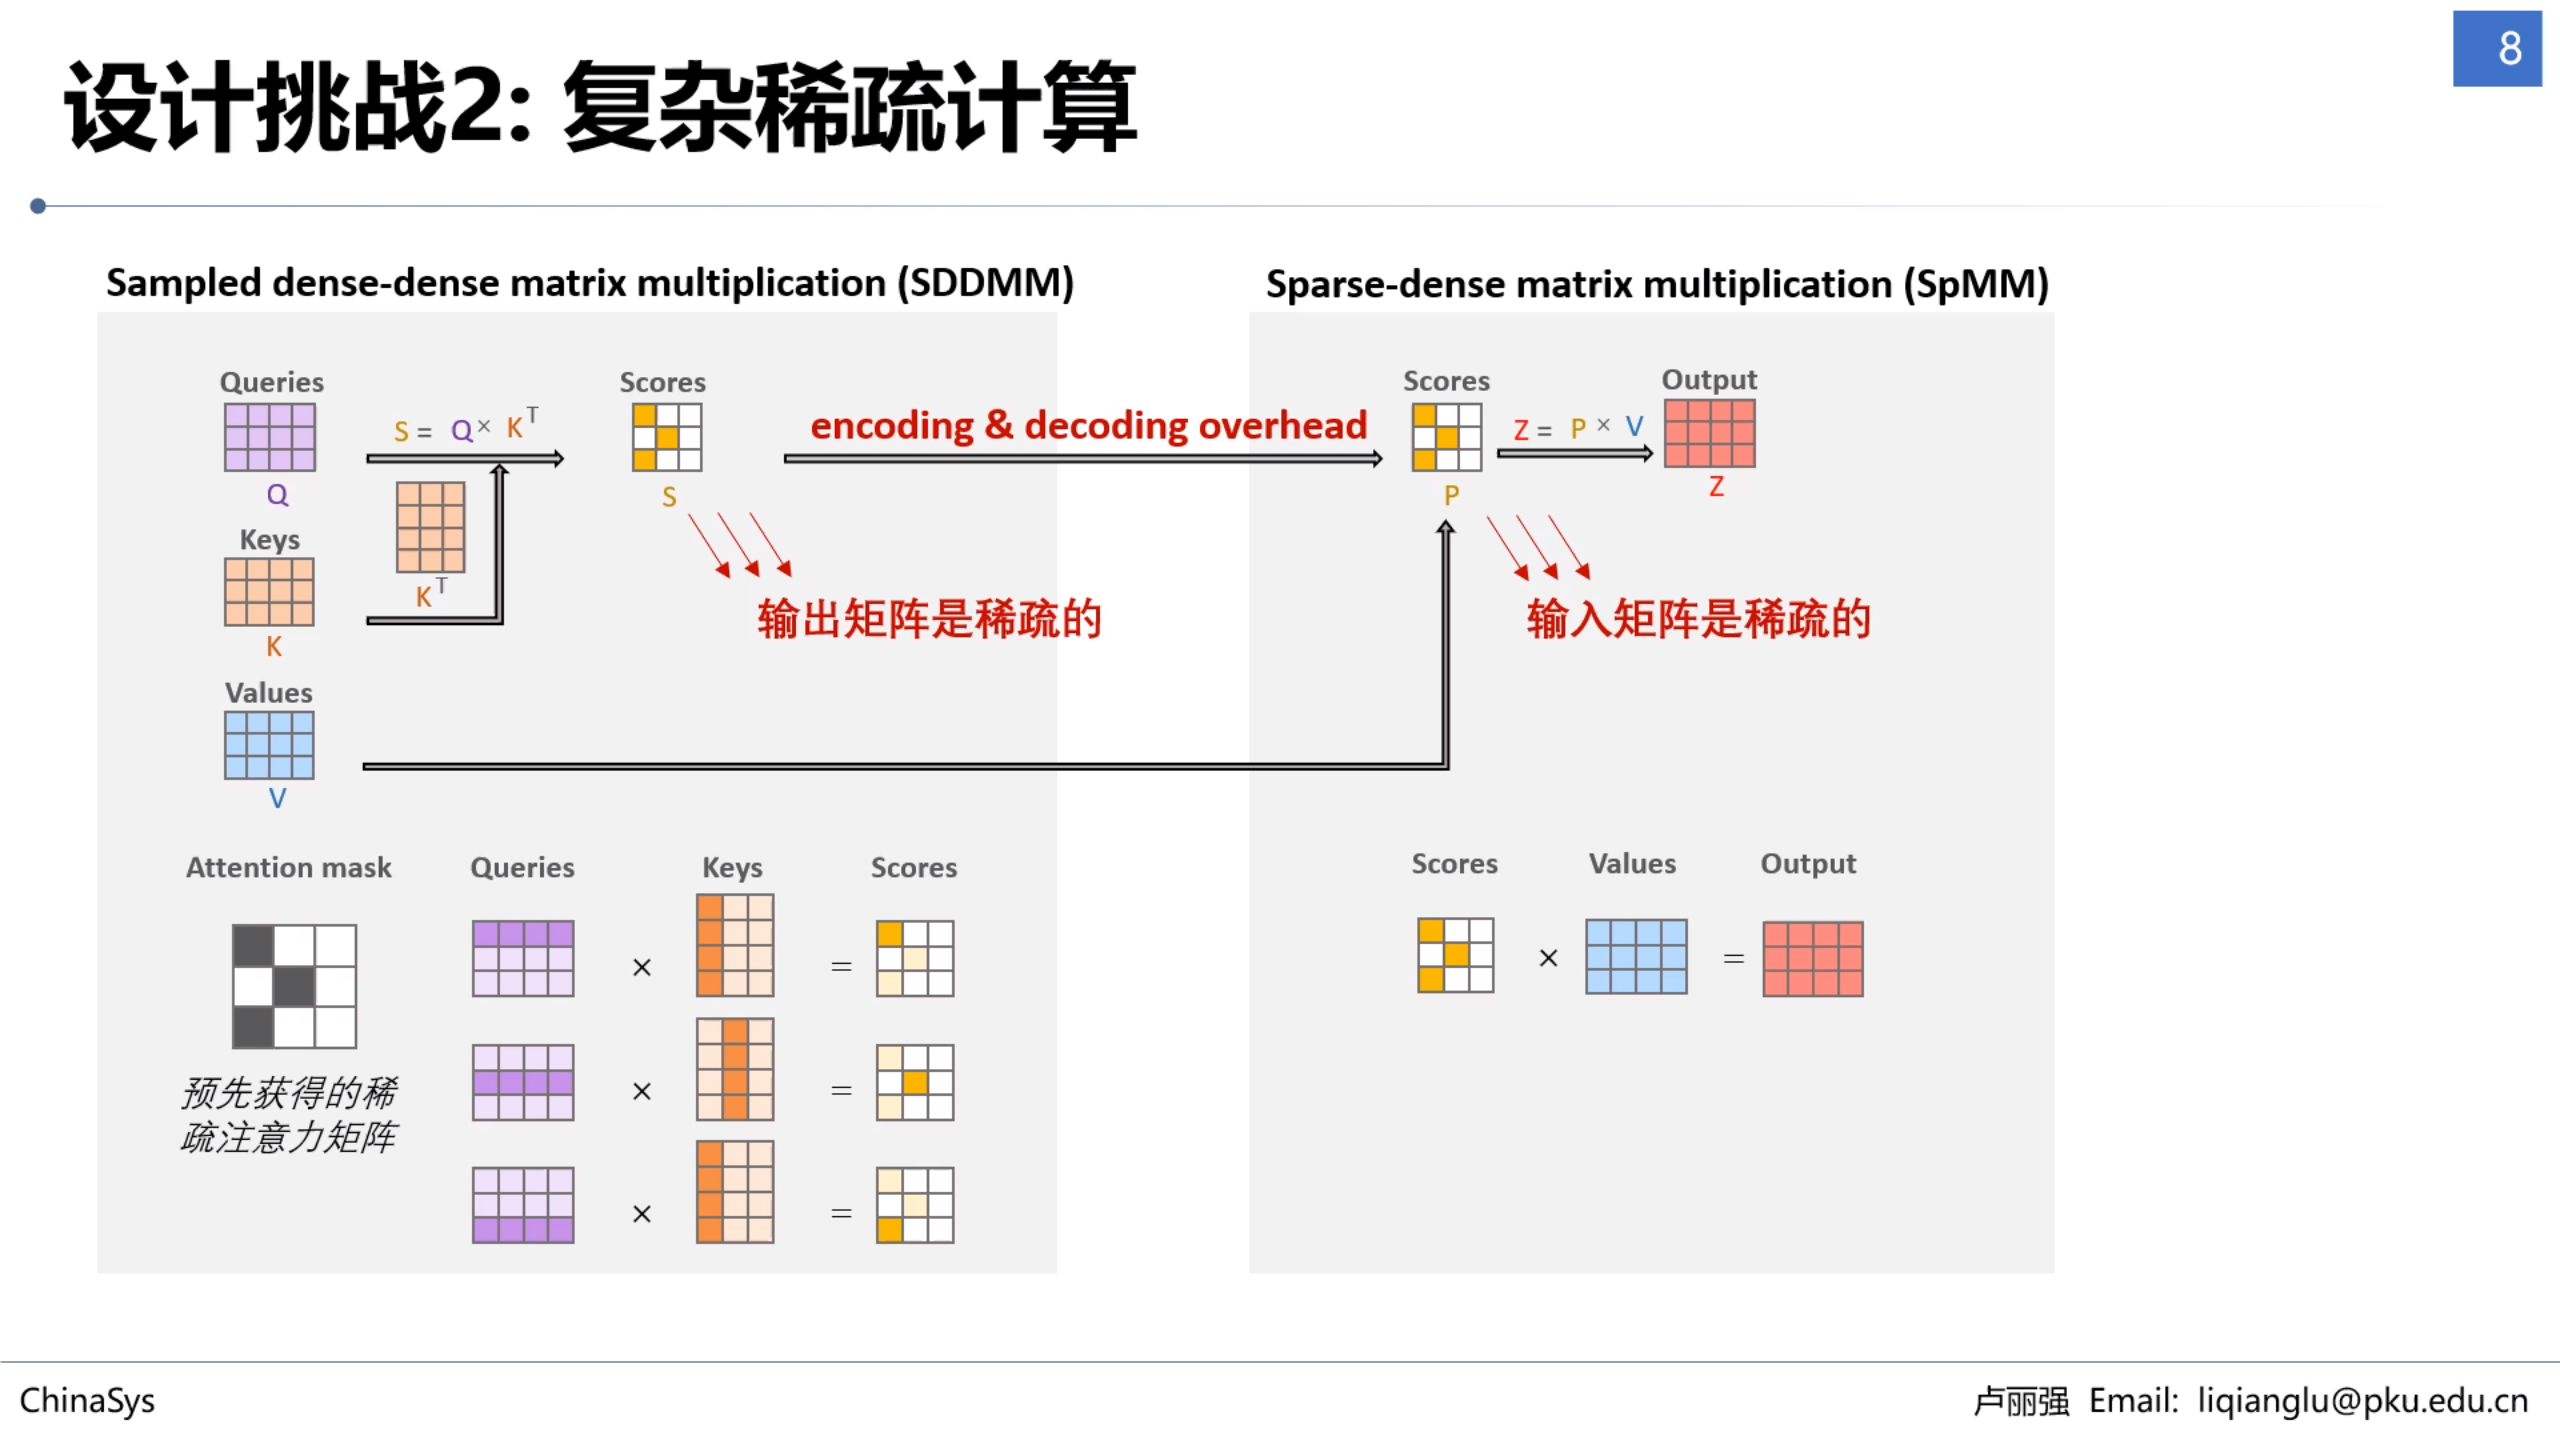 8
设计挑战2: 复杂稀疏计算
Sampled dense-dense matrix multiplication (SDDMM)
Queries
Q
Keys
K
Values
V
S = Q × K^T
K^T
Scores
S
输出矩阵是稀疏的
encoding & decoding overhead
Attention mask
预先获得的稀
疏注意力矩阵
Queries
Keys
Scores
×
=
×
=
×
=
Sparse-dense matrix multiplication (SpMM)
Scores
P
Z = P × V
Output
Z
输入矩阵是稀疏的
Scores
Values
Output
×
=
ChinaSys
卢丽强 Email: liqianglu@pku.edu.cn